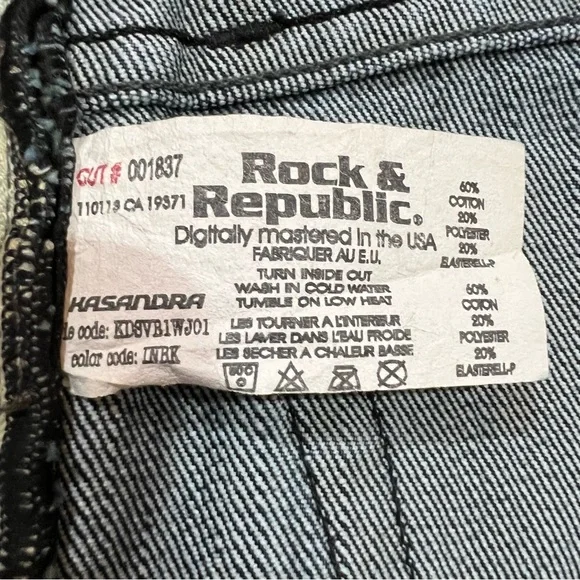 CUT # 001837
110113 CA 19371
KASANDRA
le code: KDSVB1WJ01
color code: INBK
Rock &
Republic®
Digitally mastered in the USA
FABRIQUER AU E.U.
TURN INSIDE OUT
WASH IN COLD WATER
TUMBLE ON LOW HEAT
LES TOURNER A L'INTERIEUR
LES LAVER DANS L'EAU FROIDE
LES SECHER A CHALEUR BASSE
60%
COTON
20%
POLYESTER
20%
ELASTERELL-P
60%
COTON
20%
POLYESTER
20%
ELASTERELL-P